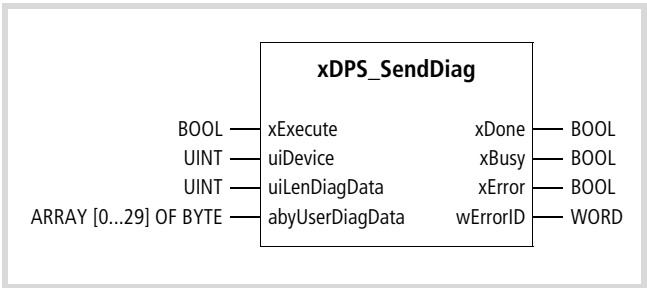 xDPS_SendDiag
BOOL xExecute xDone BOOL
UINT uiDevice xBusy BOOL
UINT uiLenDiagData xError BOOL
ARRAY [0...29] OF BYTE abyUserDiagData wErrorID WORD